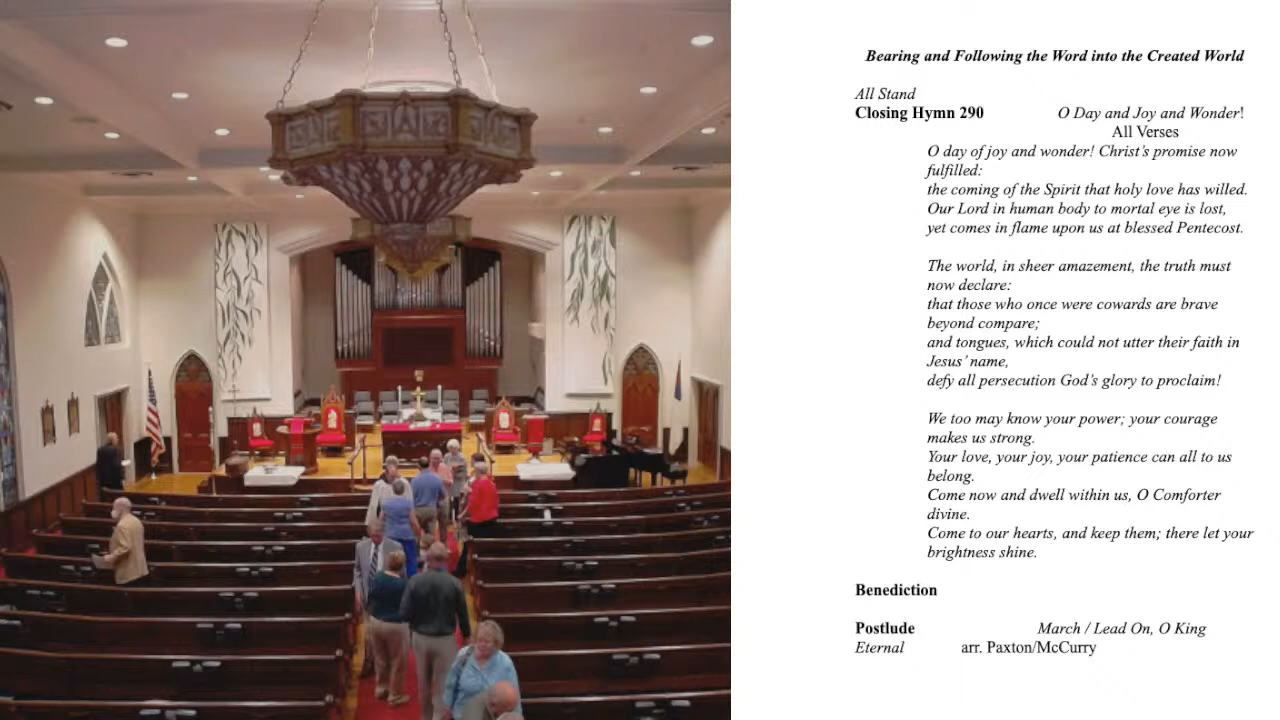 Bearing and Following the Word into the Created World
All Stand
Closing Hymn 290 O Day and Joy and Wonder!
All Verses
O day of joy and wonder! Christ's promise now
fulfilled:
the coming of the Spirit that holy love has willed.
Our Lord in human body to mortal eye is lost,
yet comes in flame upon us at blessed Pentecost.
The world, in sheer amazement, the truth must
now declare:
that those who once were cowards are brave
beyond compare;
and tongues, which could not utter their faith in
Jesus' name,
defy all persecution God's glory to proclaim!
We too may know your power; your courage
makes us strong.
Your love, your joy, your patience can all to us
belong.
Come now and dwell within us, O Comforter
divine.
Come to our hearts, and keep them; there let your
brightness shine.
Benediction
Postlude March / Lead On, O King
Eternal arr. Paxton/McCurry